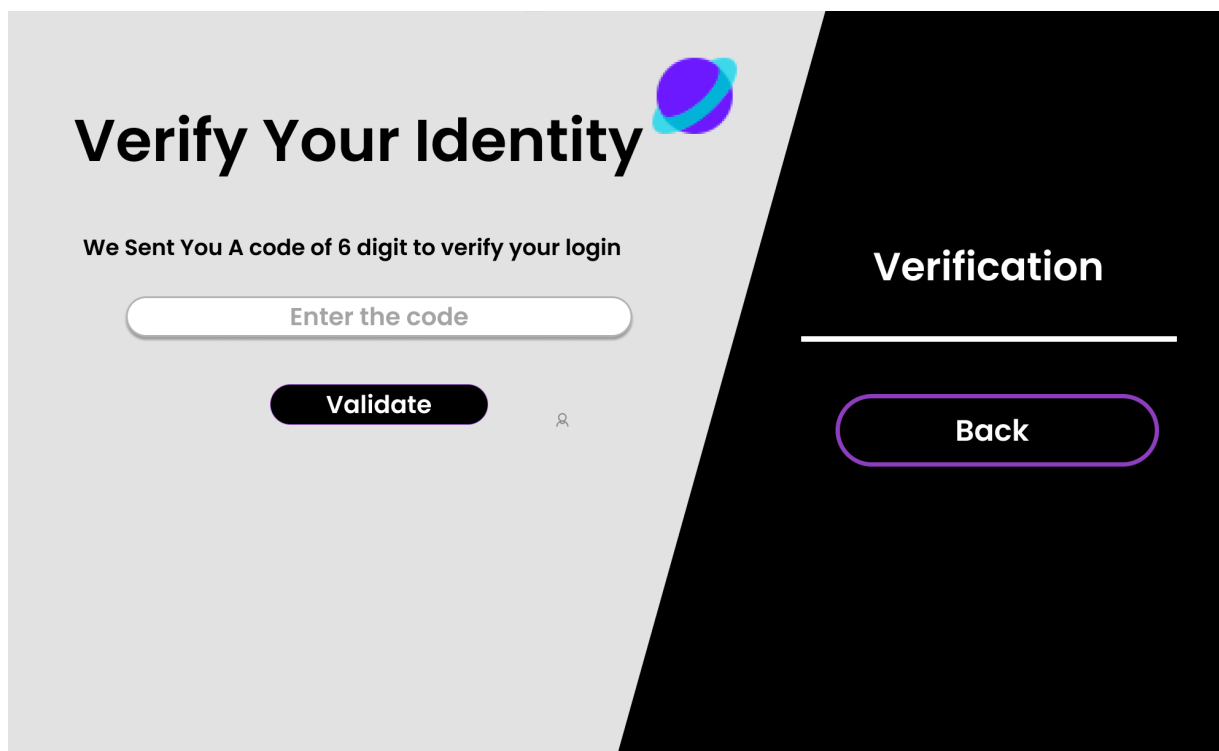 Verify Your Identity
We Sent You A code of 6 digit to verify your login
Enter the code
Validate
Verification
Back